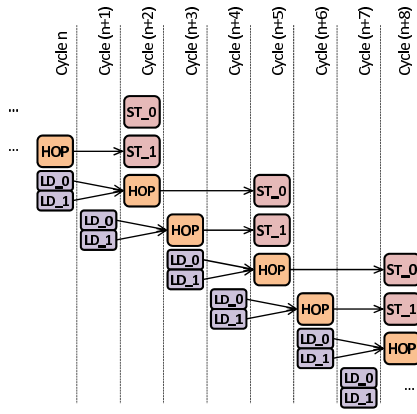 Cycle n Cycle (n+1) Cycle (n+2) Cycle (n+3) Cycle (n+4) Cycle (n+5) Cycle (n+6) Cycle (n+7) Cycle (n+8)
... ST_0
... HOP ST_1
LD_0 HOP ST_0
LD_1
LD_0 HOP ST_1
LD_1
LD_0 HOP ST_0
LD_1
LD_0 HOP ST_1
LD_1
LD_0 HOP
LD_1
LD_0 ...
LD_1